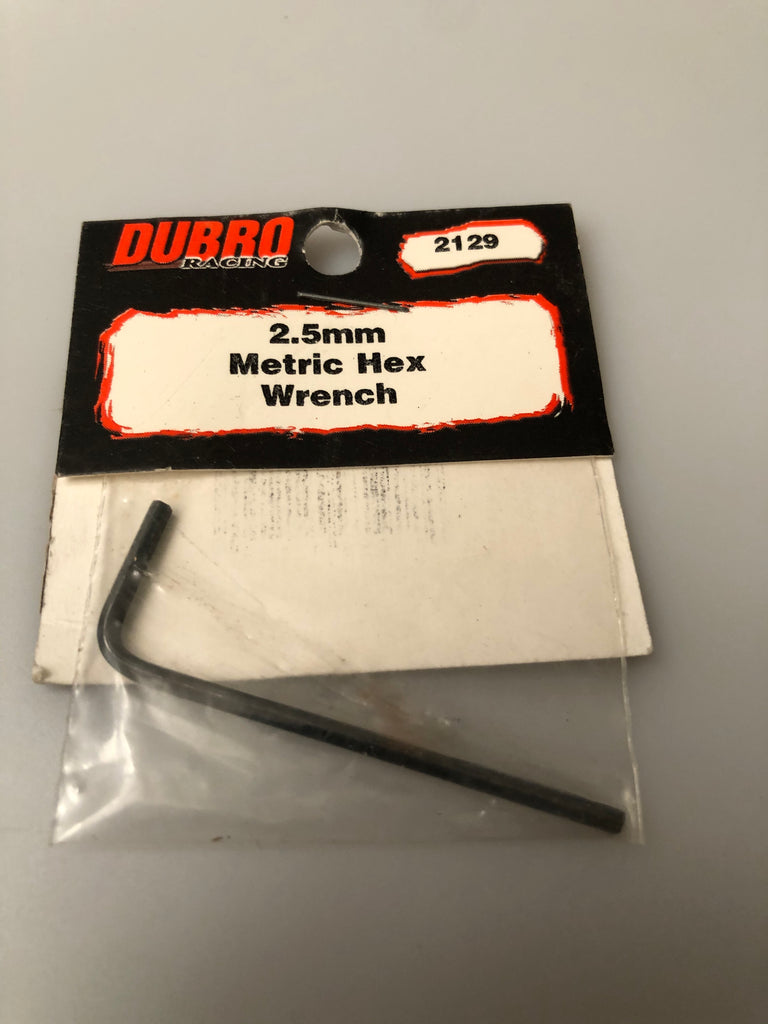 DUBRO
RACING
2129
2.5mm
Metric Hex
Wrench